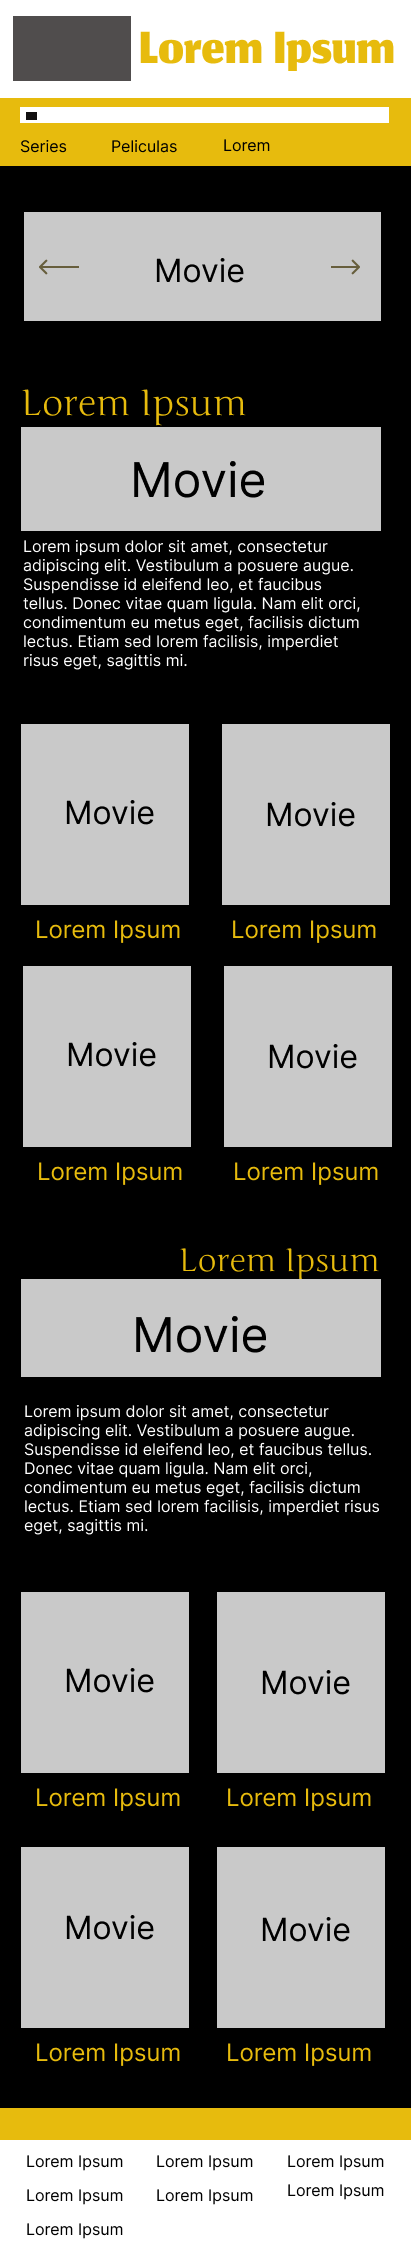 Lorem Ipsum
Series Peliculas Lorem
Movie
Lorem Ipsum
Movie
Lorem ipsum dolor sit amet, consectetur
adipiscing elit. Vestibulum a posuere augue.
Suspendisse id eleifend leo, et faucibus
tellus. Donec vitae quam ligula. Nam elit orci,
condimentum eu metus eget, facilisis dictum
lectus. Etiam sed lorem facilisis, imperdiet
risus eget, sagittis mi.
Movie Movie
Lorem Ipsum Lorem Ipsum
Movie Movie
Lorem Ipsum Lorem Ipsum
Lorem Ipsum
Movie
Lorem ipsum dolor sit amet, consectetur
adipiscing elit. Vestibulum a posuere augue.
Suspendisse id eleifend leo, et faucibus tellus.
Donec vitae quam ligula. Nam elit orci,
condimentum eu metus eget, facilisis dictum
lectus. Etiam sed lorem facilisis, imperdiet risus
eget, sagittis mi.
Movie Movie
Lorem Ipsum Lorem Ipsum
Movie Movie
Lorem Ipsum Lorem Ipsum
Lorem Ipsum Lorem Ipsum Lorem Ipsum
Lorem Ipsum Lorem Ipsum Lorem Ipsum
Lorem Ipsum